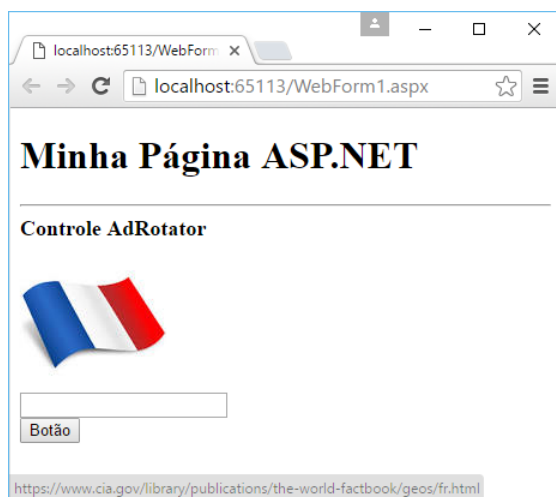 localhost:65113/WebForm
localhost:65113/WebForm1.aspx
Minha Página ASP.NET
Controle AdRotator
Botão
https://www.cia.gov/library/publications/the-world-factbook/geos/fr.html